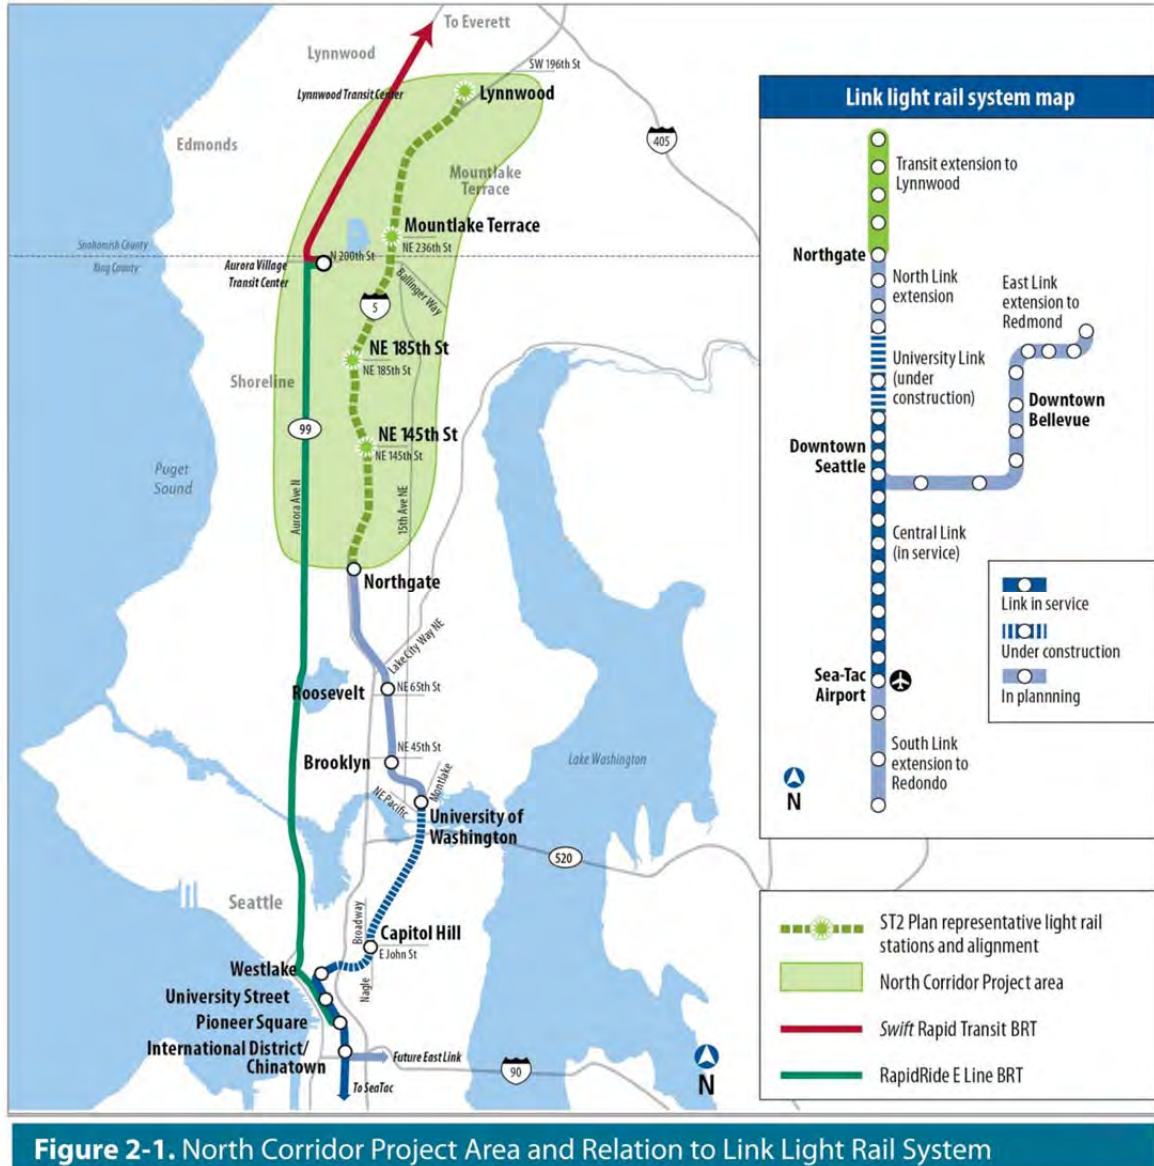 To Everett
Lynnwood
SW 196th St
Lynnwood Transit Center
Lynnwood
405
Edmonds
Mountlake
Terrace
Mountlake Terrace
NE 236th St
Snohomish County
King County
N 200th St
Aurora Village
Transit Center
Ballinger Way
5
NE 185th St
NE 185th St
Shoreline
99
NE 145th St
NE 145th St
Puget
Sound
Aurora Ave N
15th Ave NE
Northgate
Lake City Way NE
Roosevelt
NE 65th St
NE 45th St
Brooklyn
Lake Washington
Montlake
NE Pacific
University of
Washington
520
Seattle
Broadway
Capitol Hill
E John St
Westlake
Nagle
University Street
Pioneer Square
International District/
Chinatown
Future East Link
To SeaTac
90
N
Link light rail system map
Transit extension to
Lynnwood
Northgate
North Link
extension
East Link
extension to
Redmond
University Link
(under
construction)
Downtown
Bellevue
Downtown
Seattle
Central Link
(in service)
Link in service
Under construction
In plannning
Sea-Tac
Airport
South Link
extension to
Redondo
N
ST2 Plan representative light rail
stations and alignment
North Corridor Project area
Swift Rapid Transit BRT
RapidRide E Line BRT
Figure 2-1. North Corridor Project Area and Relation to Link Light Rail System